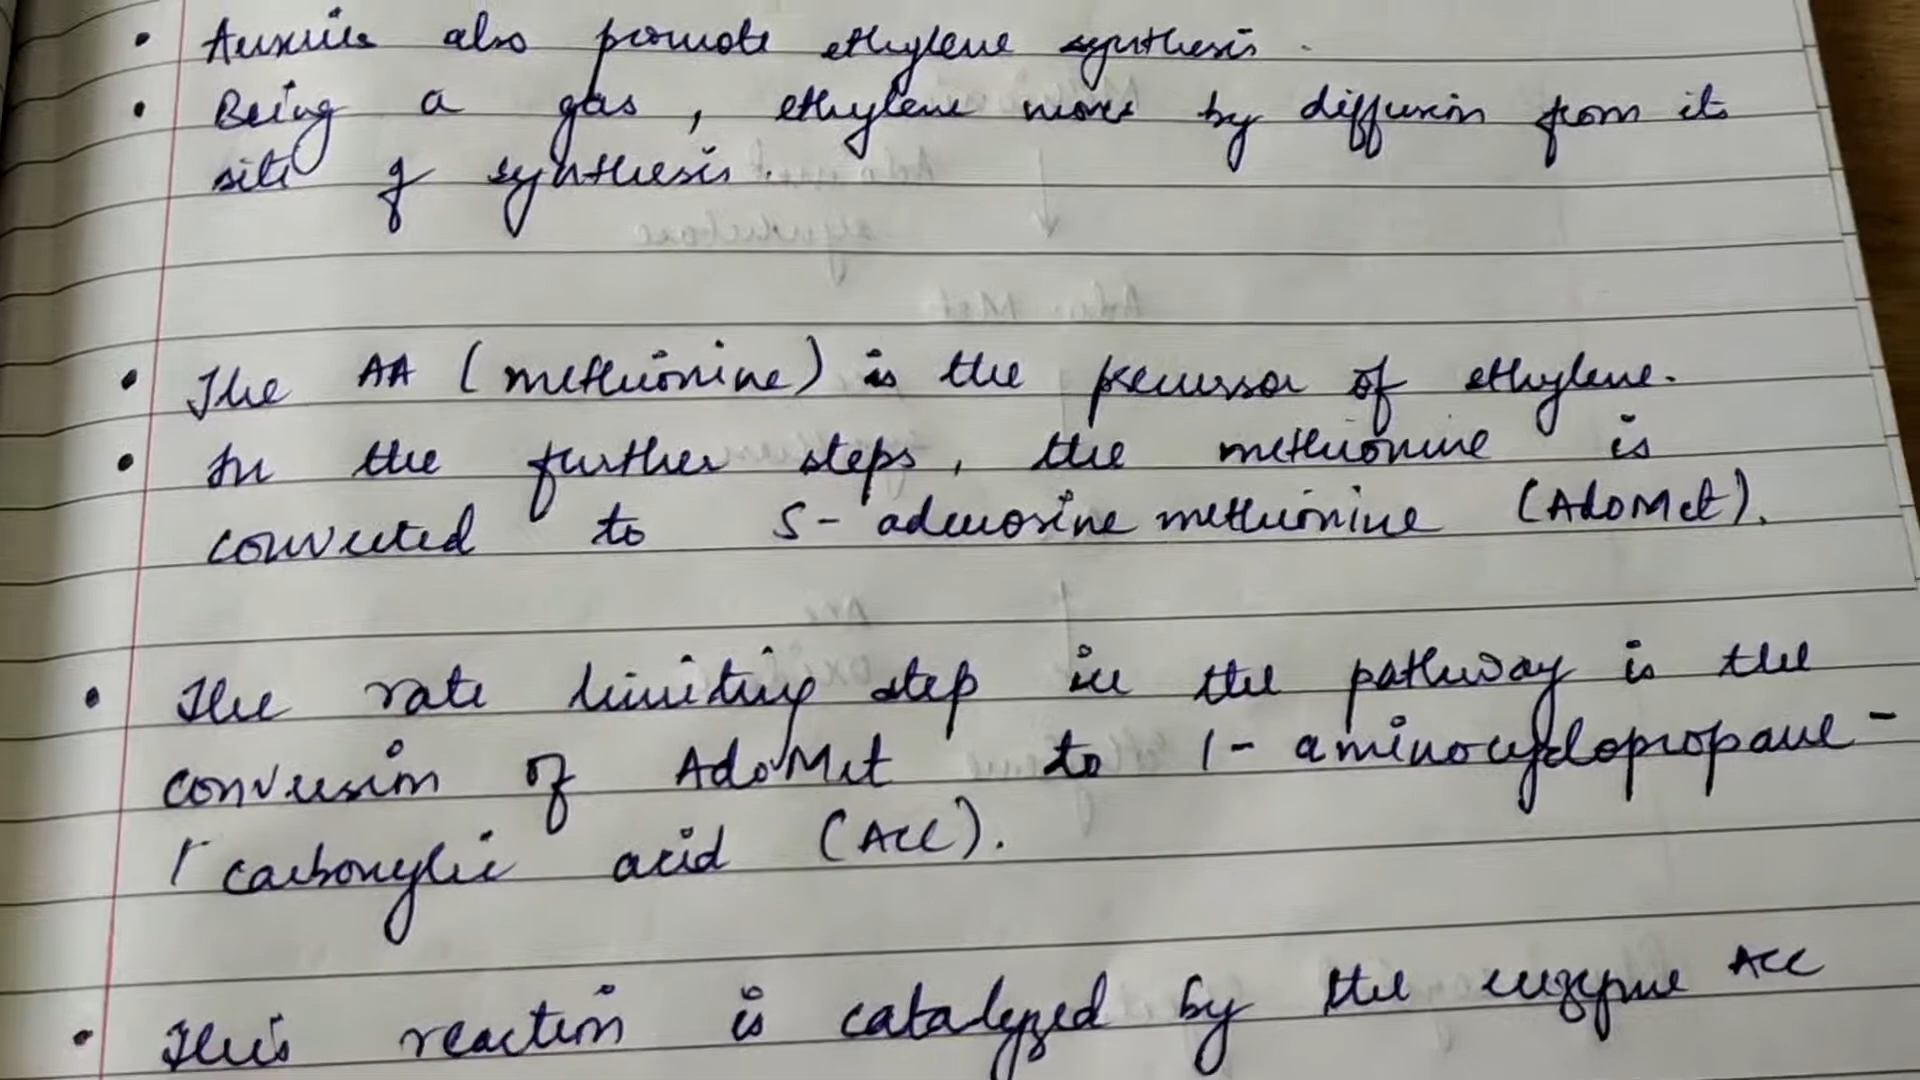 • Auxins also promote ethylene synthesis.
• Being a gas, ethylene moves by diffusion from its
site of synthesis.
• The AA (methionine) is the precursor of ethylene.
• In the further steps, the methionine is
converted to S-adenosine methionine (AdoMet).
• The rate limiting step in the pathway is the
conversion of AdoMet to 1-aminocyclopropane-
1-carboxylic acid (ACC).
• This reaction is catalyzed by the enzyme ACC